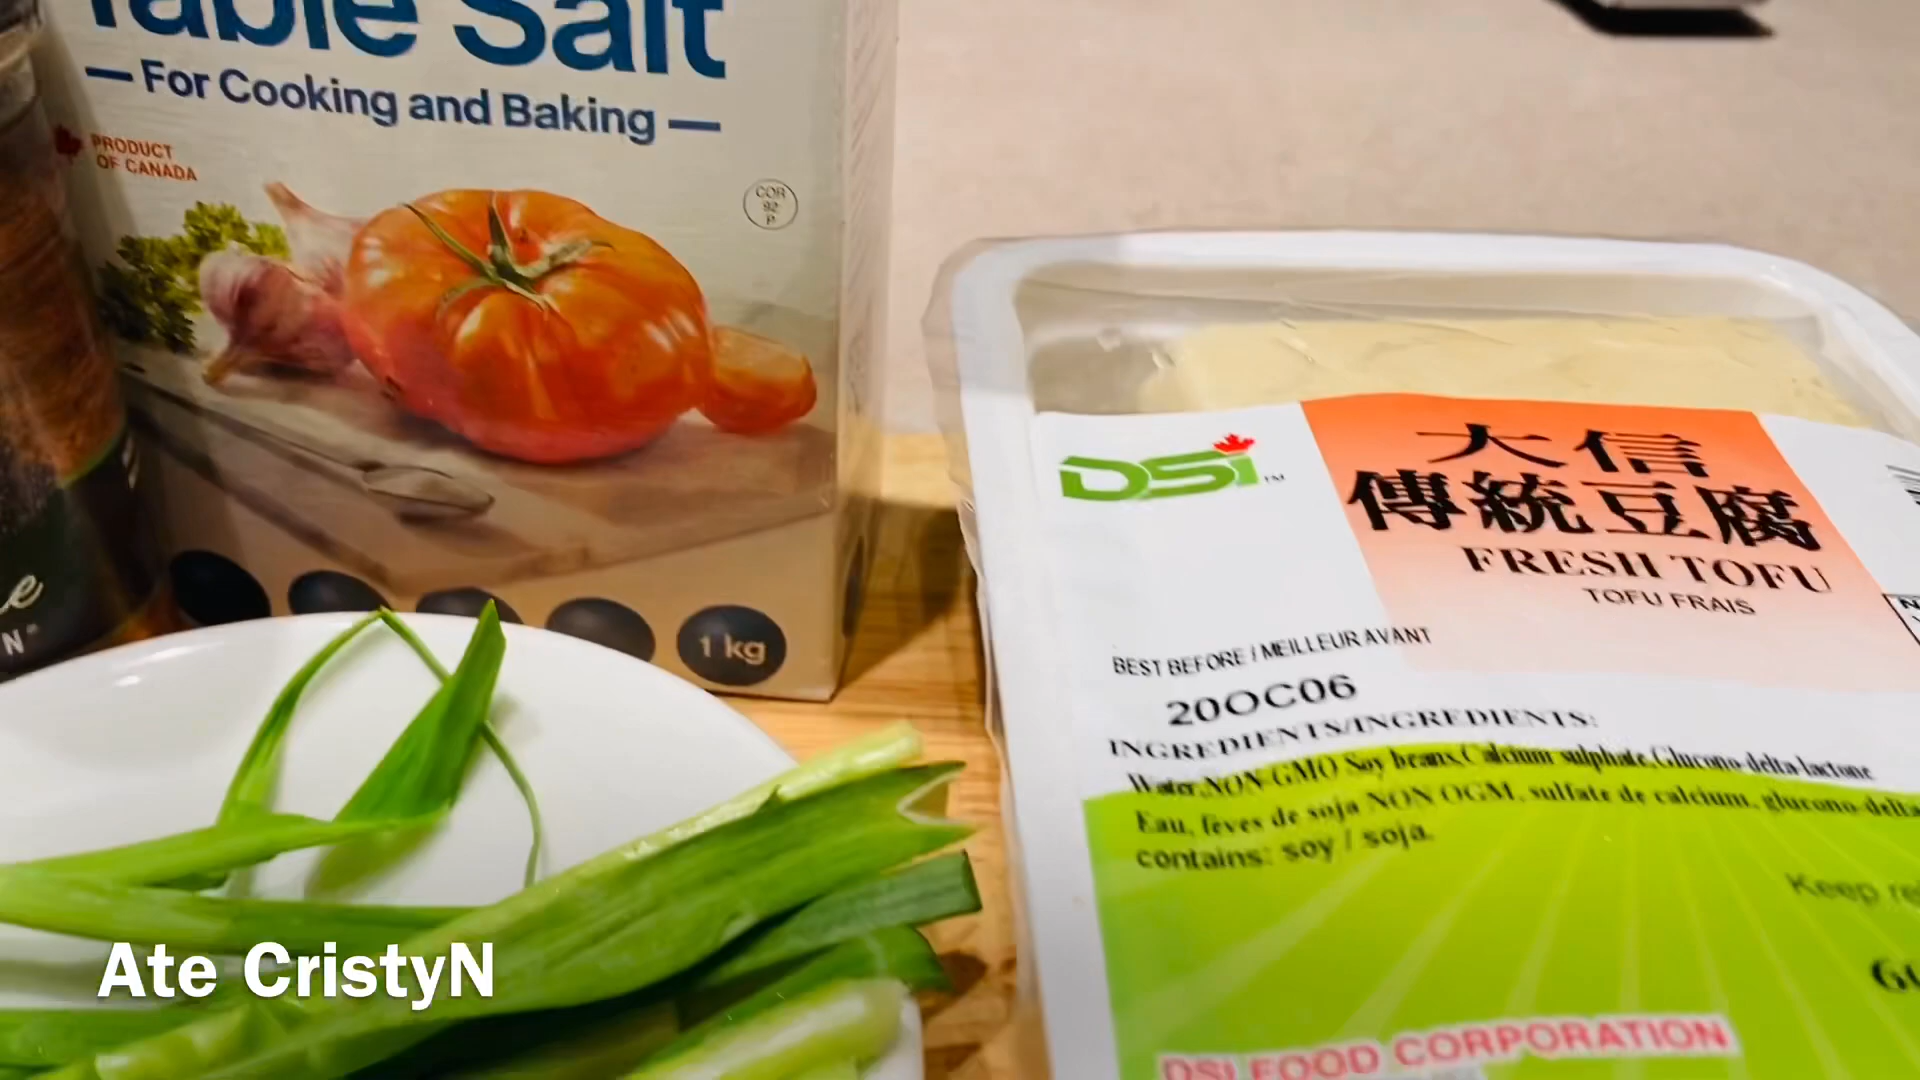 Table Salt
For Cooking and Baking
PRODUCT
OF CANADA
COR
92
P
1 kg
DSI TM
大信
傳統豆腐
FRESH TOFU
TOFU FRAIS
BEST BEFORE / MEILLEUR AVANT
20OC06
INGREDIENTS/INGREDIENTS:
Water, NON-GMO Soy beans, Calcium sulphate, Glucono-delta-lactone
Eau, fèves de soja NON OGM, sulfate de calcium, glucono-delta
contains: soy / soja.
Keep
DSI FOOD CORPORATION
Ate CristyN